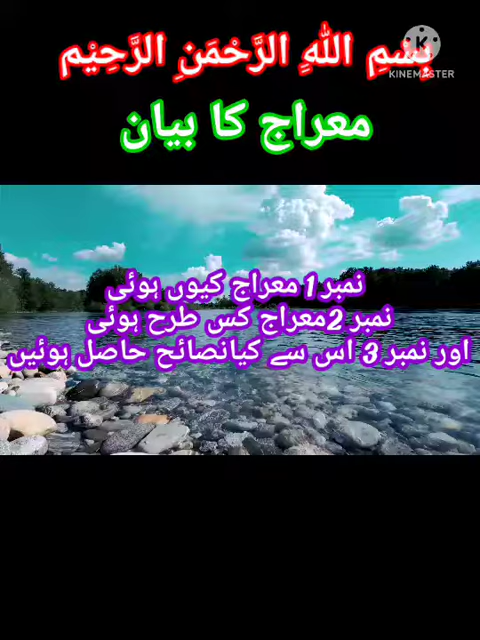 بِسْمِ اللهِ الرَّحْمَنِ الرَّحِيْم
KINEMASTER
معراج کا بیان
نمبر 1 معراج کیوں ہوئی
نمبر 2 معراج کس طرح ہوئی
اور نمبر 3 اس سے کیا نصائح حاصل ہوئیں